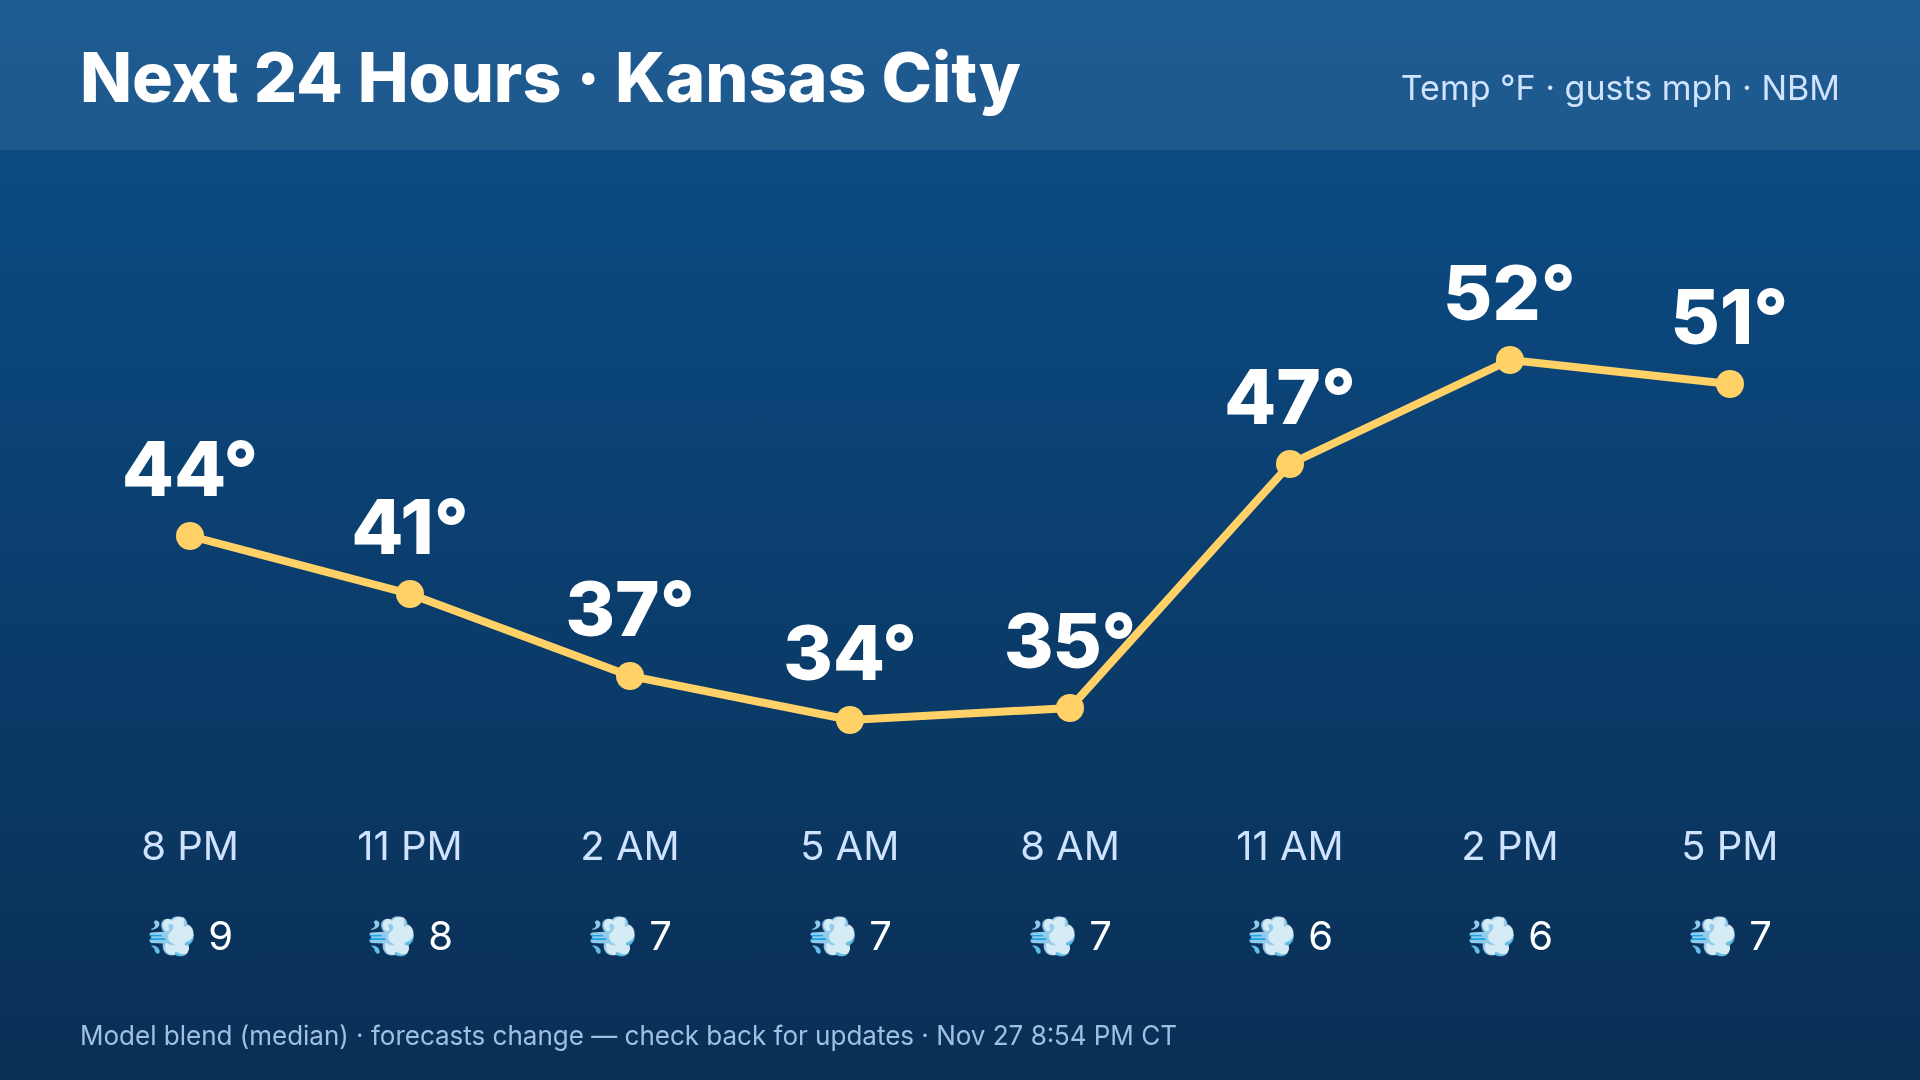 Next 24 Hours · Kansas City
Temp °F · gusts mph · NBM
44° 41° 37° 34° 35° 47° 52° 51°
8 PM 11 PM 2 AM 5 AM 8 AM 11 AM 2 PM 5 PM
💨 9 💨 8 💨 7 💨 7 💨 7 💨 6 💨 6 💨 7
Model blend (median) · forecasts change — check back for updates · Nov 27 8:54 PM CT